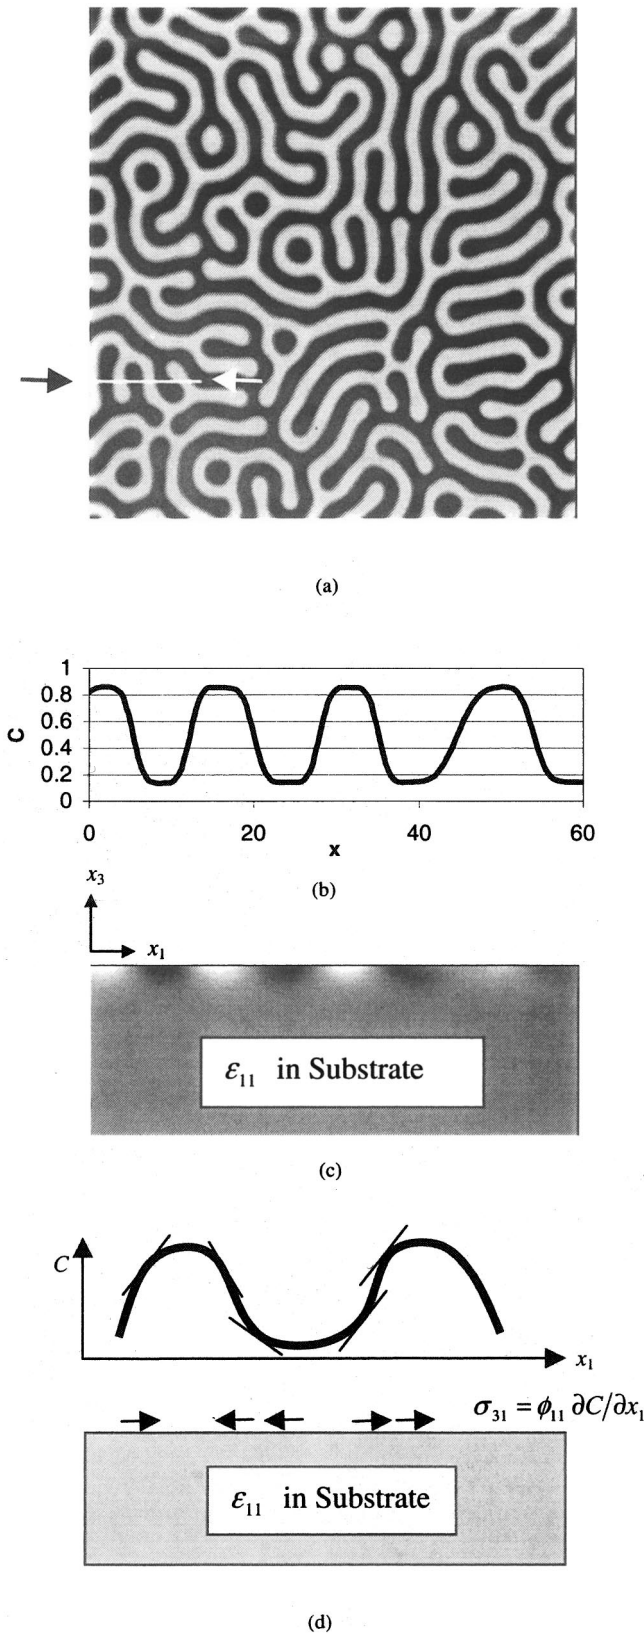 (a)
1
0.8
0.6
0.4
0.2
0
C
0 20 40 60
x
(b)
x₃
x₁
ε₁₁ in Substrate
(c)
C
x₁
σ₃₁ = ϕ₁₁ ∂C/∂x₁
ε₁₁ in Substrate
(d)